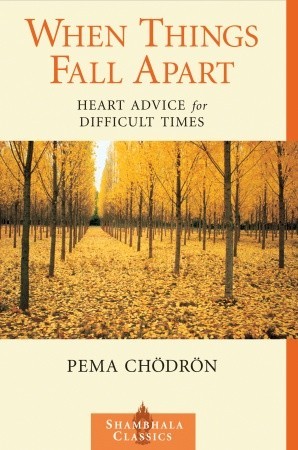 WHEN THINGS
FALL APART
HEART ADVICE for
DIFFICULT TIMES
PEMA CHÖDRÖN
SHAMBHALA
CLASSICS